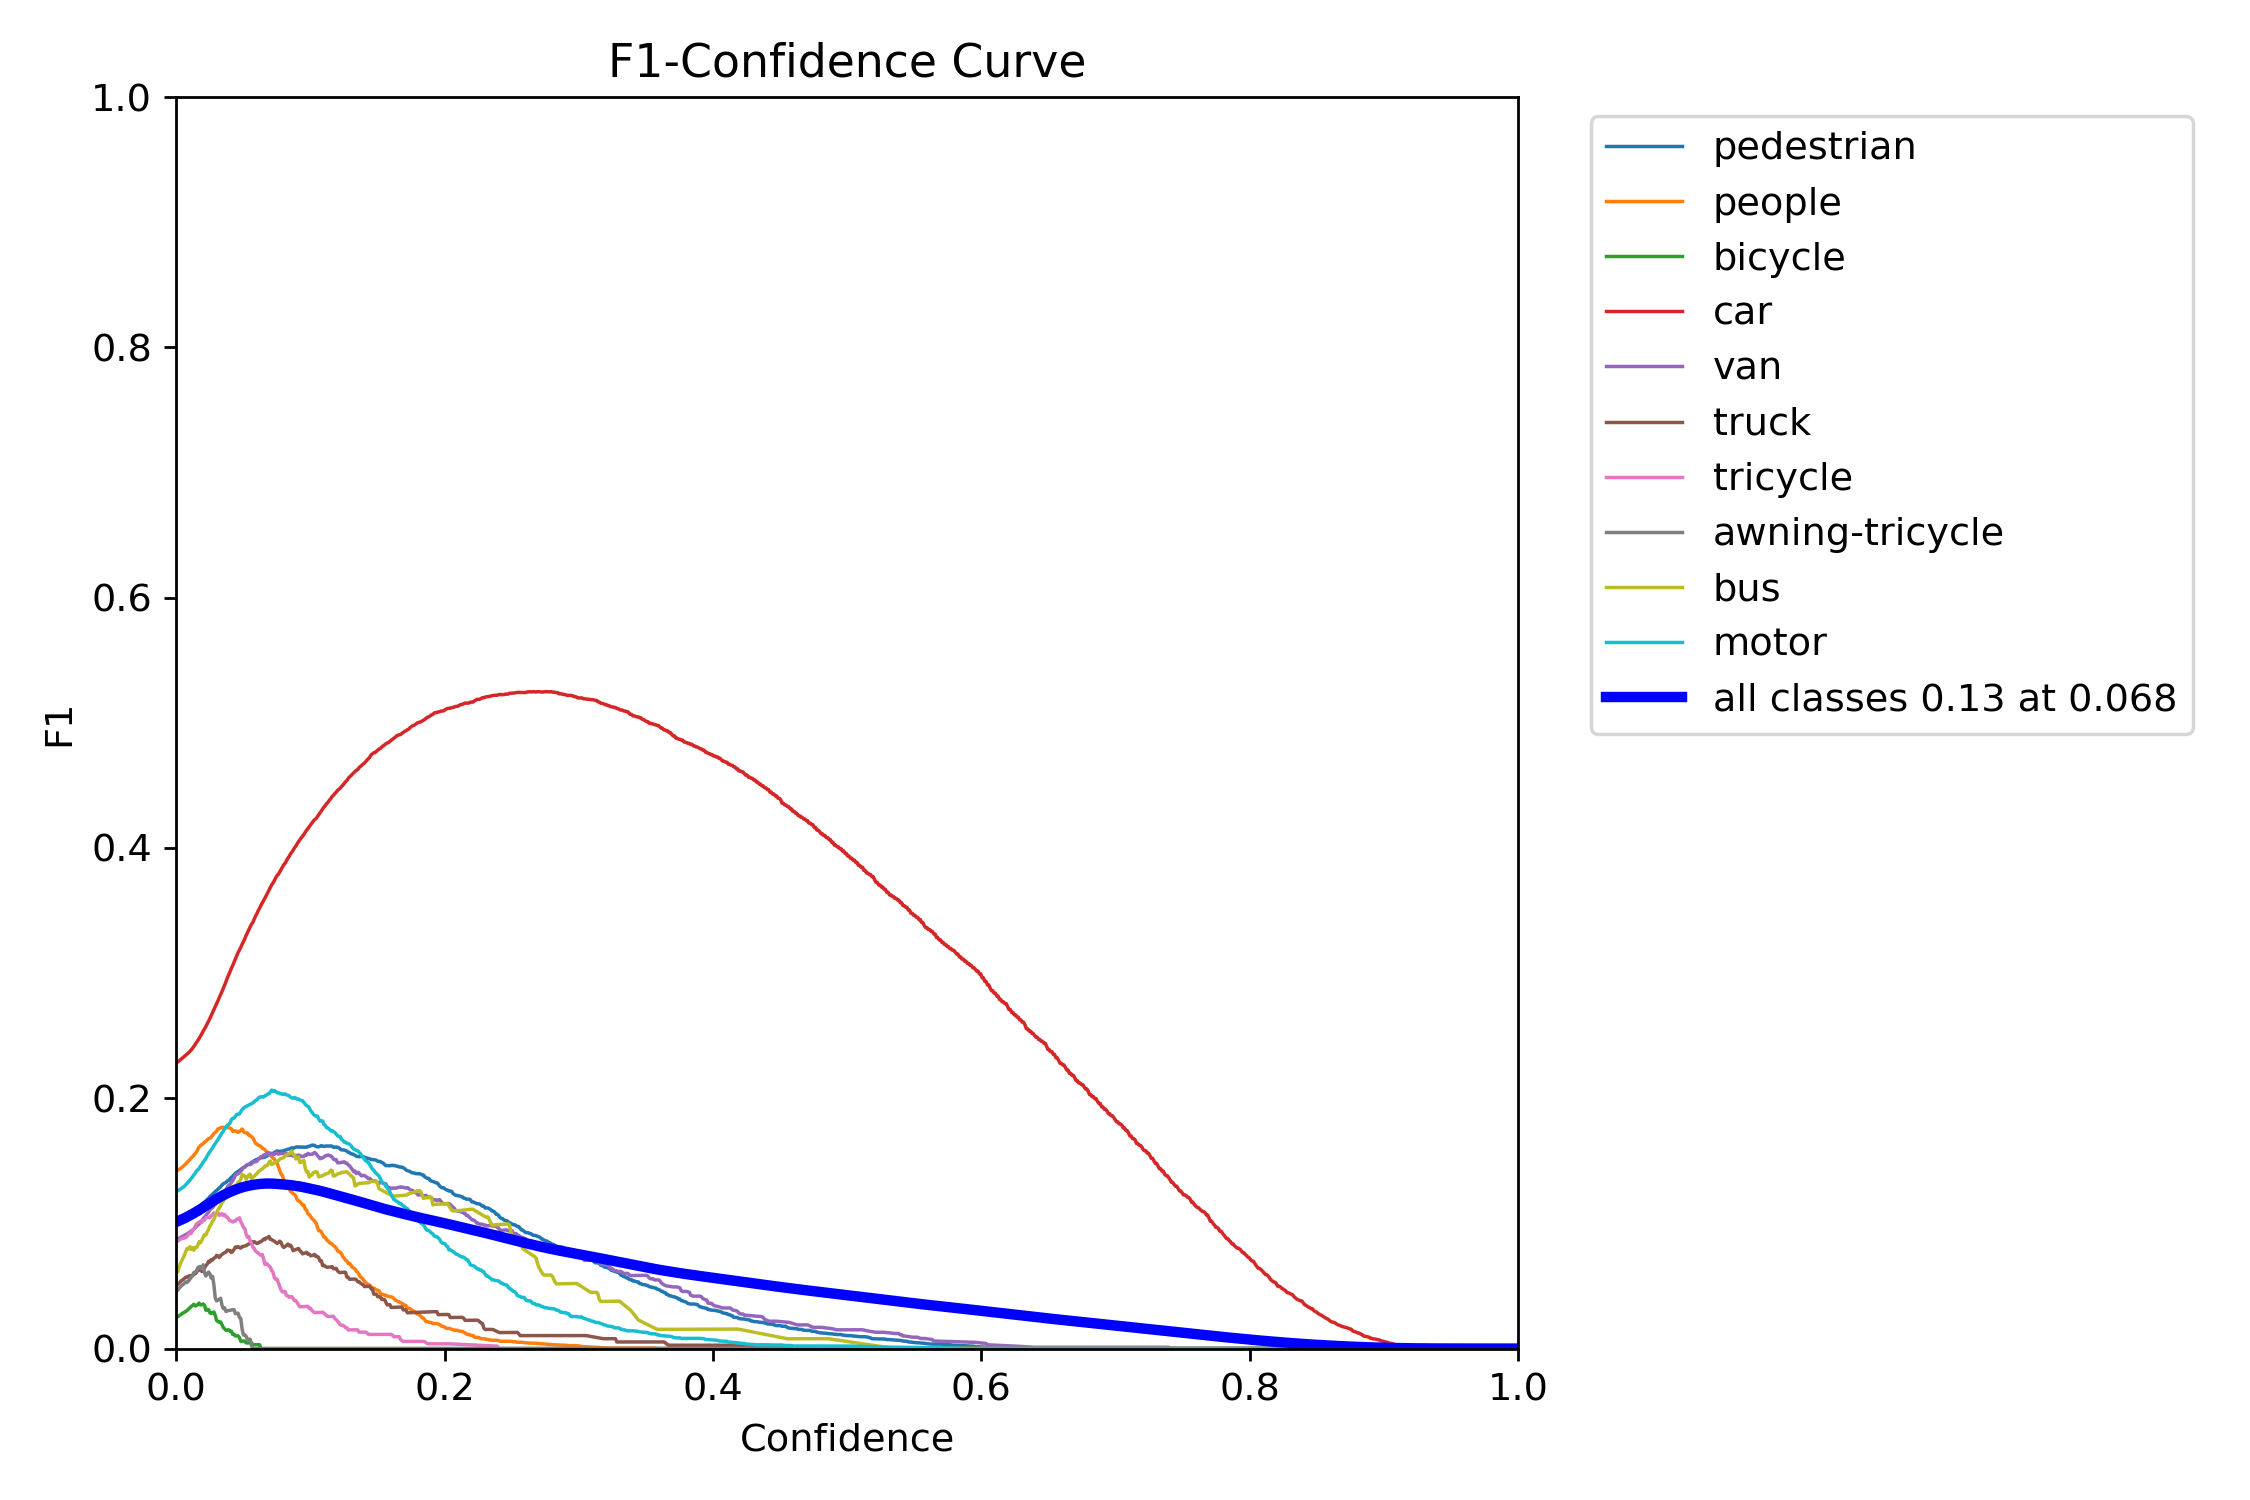 F1-Confidence Curve
1.0
0.8
0.6
0.4
0.2
0.0
F1
0.0 0.2 0.4 0.6 0.8 1.0
Confidence
pedestrian
people
bicycle
car
van
truck
tricycle
awning-tricycle
bus
motor
all classes 0.13 at 0.068